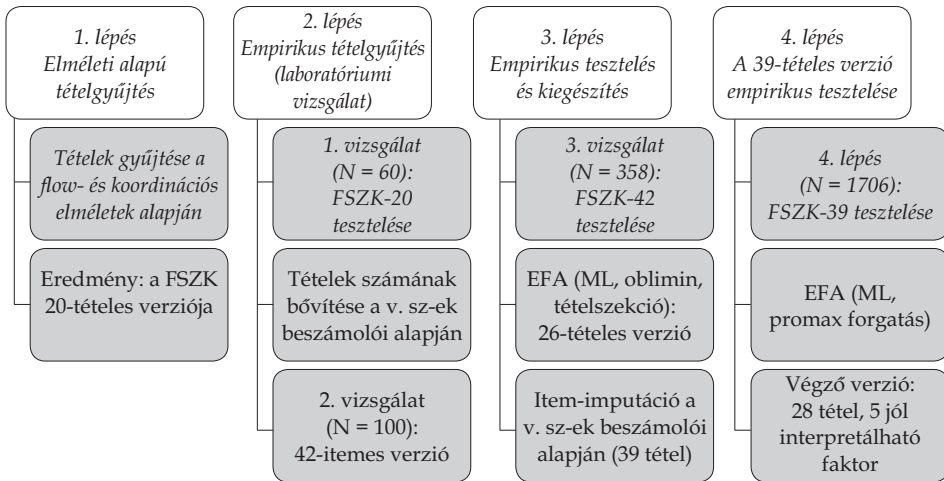 1. lépés
Elméleti alapú
tételgyűjtés
Tételek gyűjtése a
flow- és koordinációs
elméletek alapján
Eredmény: a FSZK
20-tételes verziója
2. lépés
Empirikus tételgyűjtés
(laboratóriumi
vizsgálat)
1. vizsgálat
(N = 60):
FSZK-20
tesztelése
Tételek számának
bővítése a v. sz-ek
beszámolói alapján
2. vizsgálat
(N = 100):
42-itemes verzió
3. lépés
Empirikus tesztelés
és kiegészítés
3. vizsgálat
(N = 358):
FSZK-42
tesztelése
EFA (ML, oblimin,
tételszekció):
26-tételes verzió
Item-imputáció a
v. sz-ek beszámolói
alapján (39 tétel)
4. lépés
A 39-tételes verzió
empirikus tesztelése
4. lépés
(N = 1706):
FSZK-39 tesztelése
EFA (ML,
promax forgatás)
Végző verzió:
28 tétel, 5 jól
interpretálható
faktor